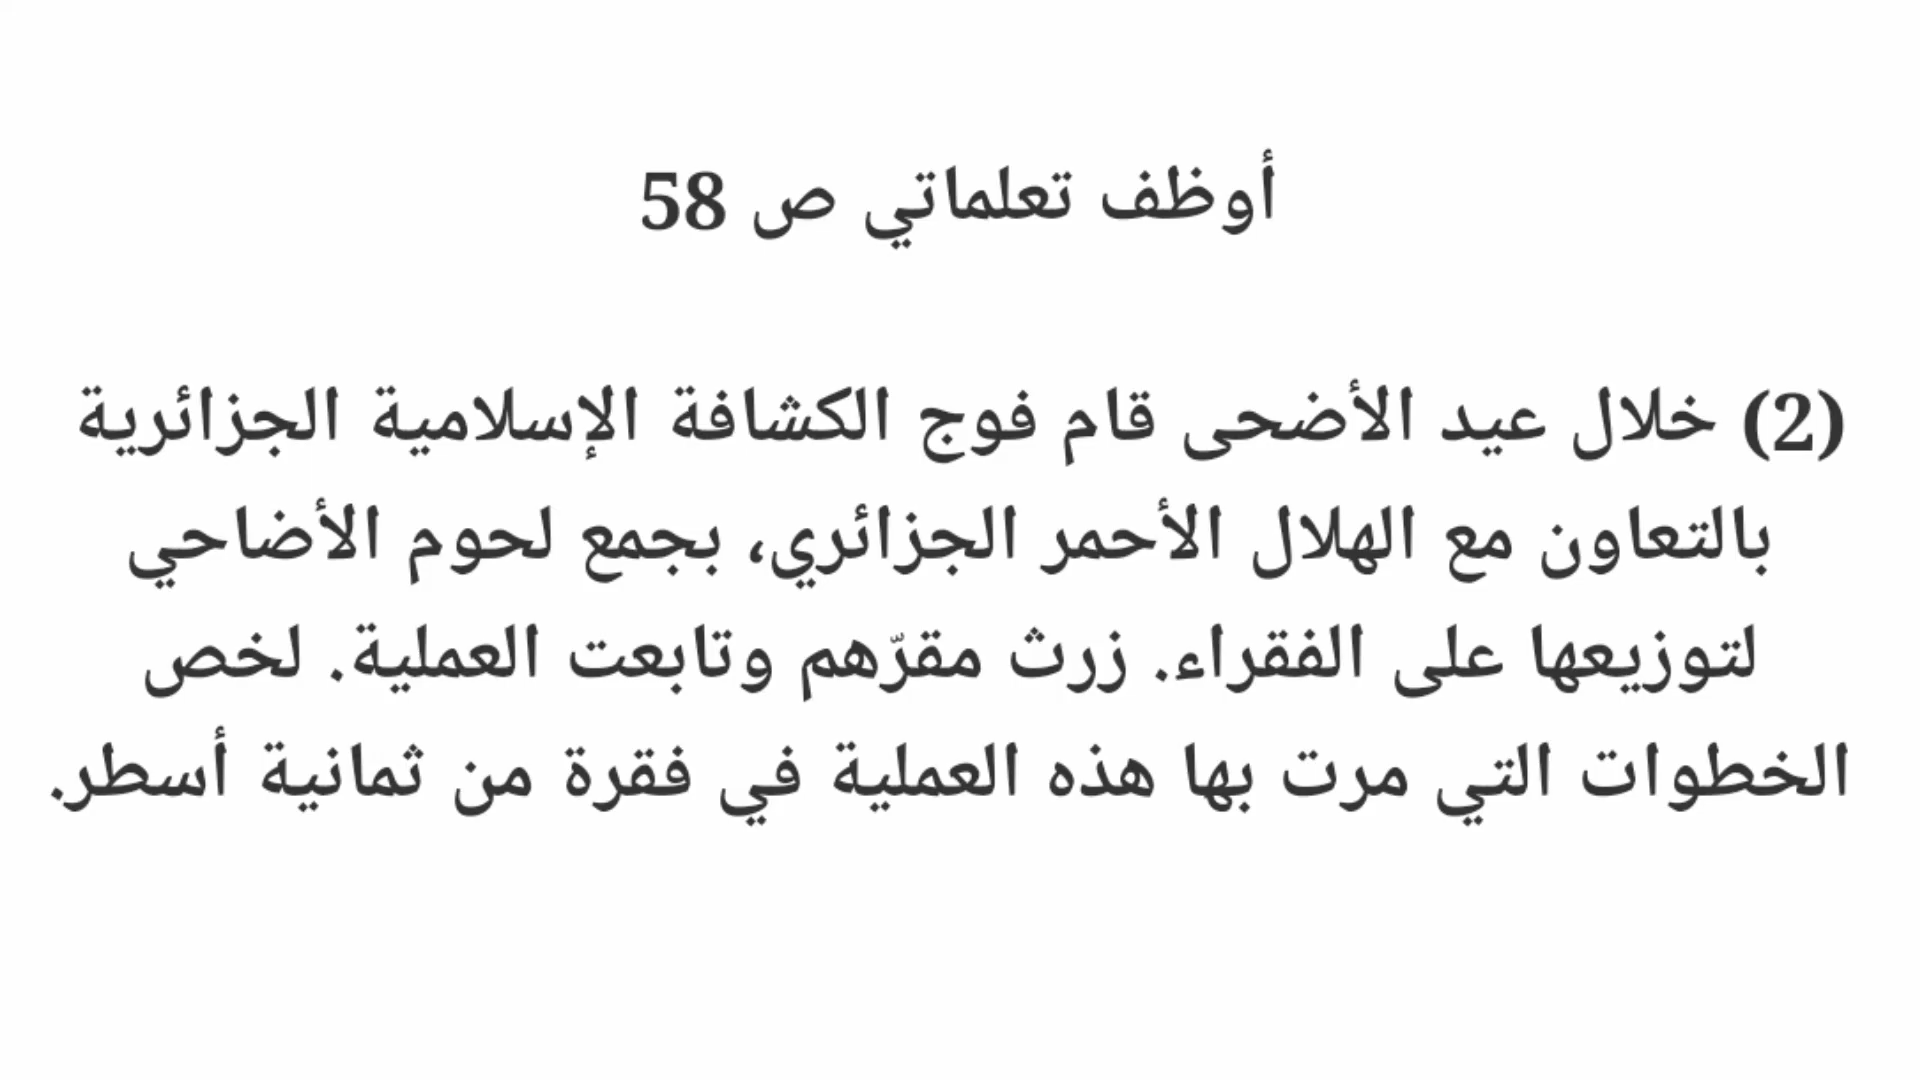 أوظف تعلماتي ص 58
(2) خلال عيد الأضحى قام فوج الكشافة الإسلامية الجزائرية
بالتعاون مع الهلال الأحمر الجزائري، بجمع لحوم الأضاحي
لتوزيعها على الفقراء. زرث مقرّهم وتابعت العملية. لخص
الخطوات التي مرت بها هذه العملية في فقرة من ثمانية أسطر.